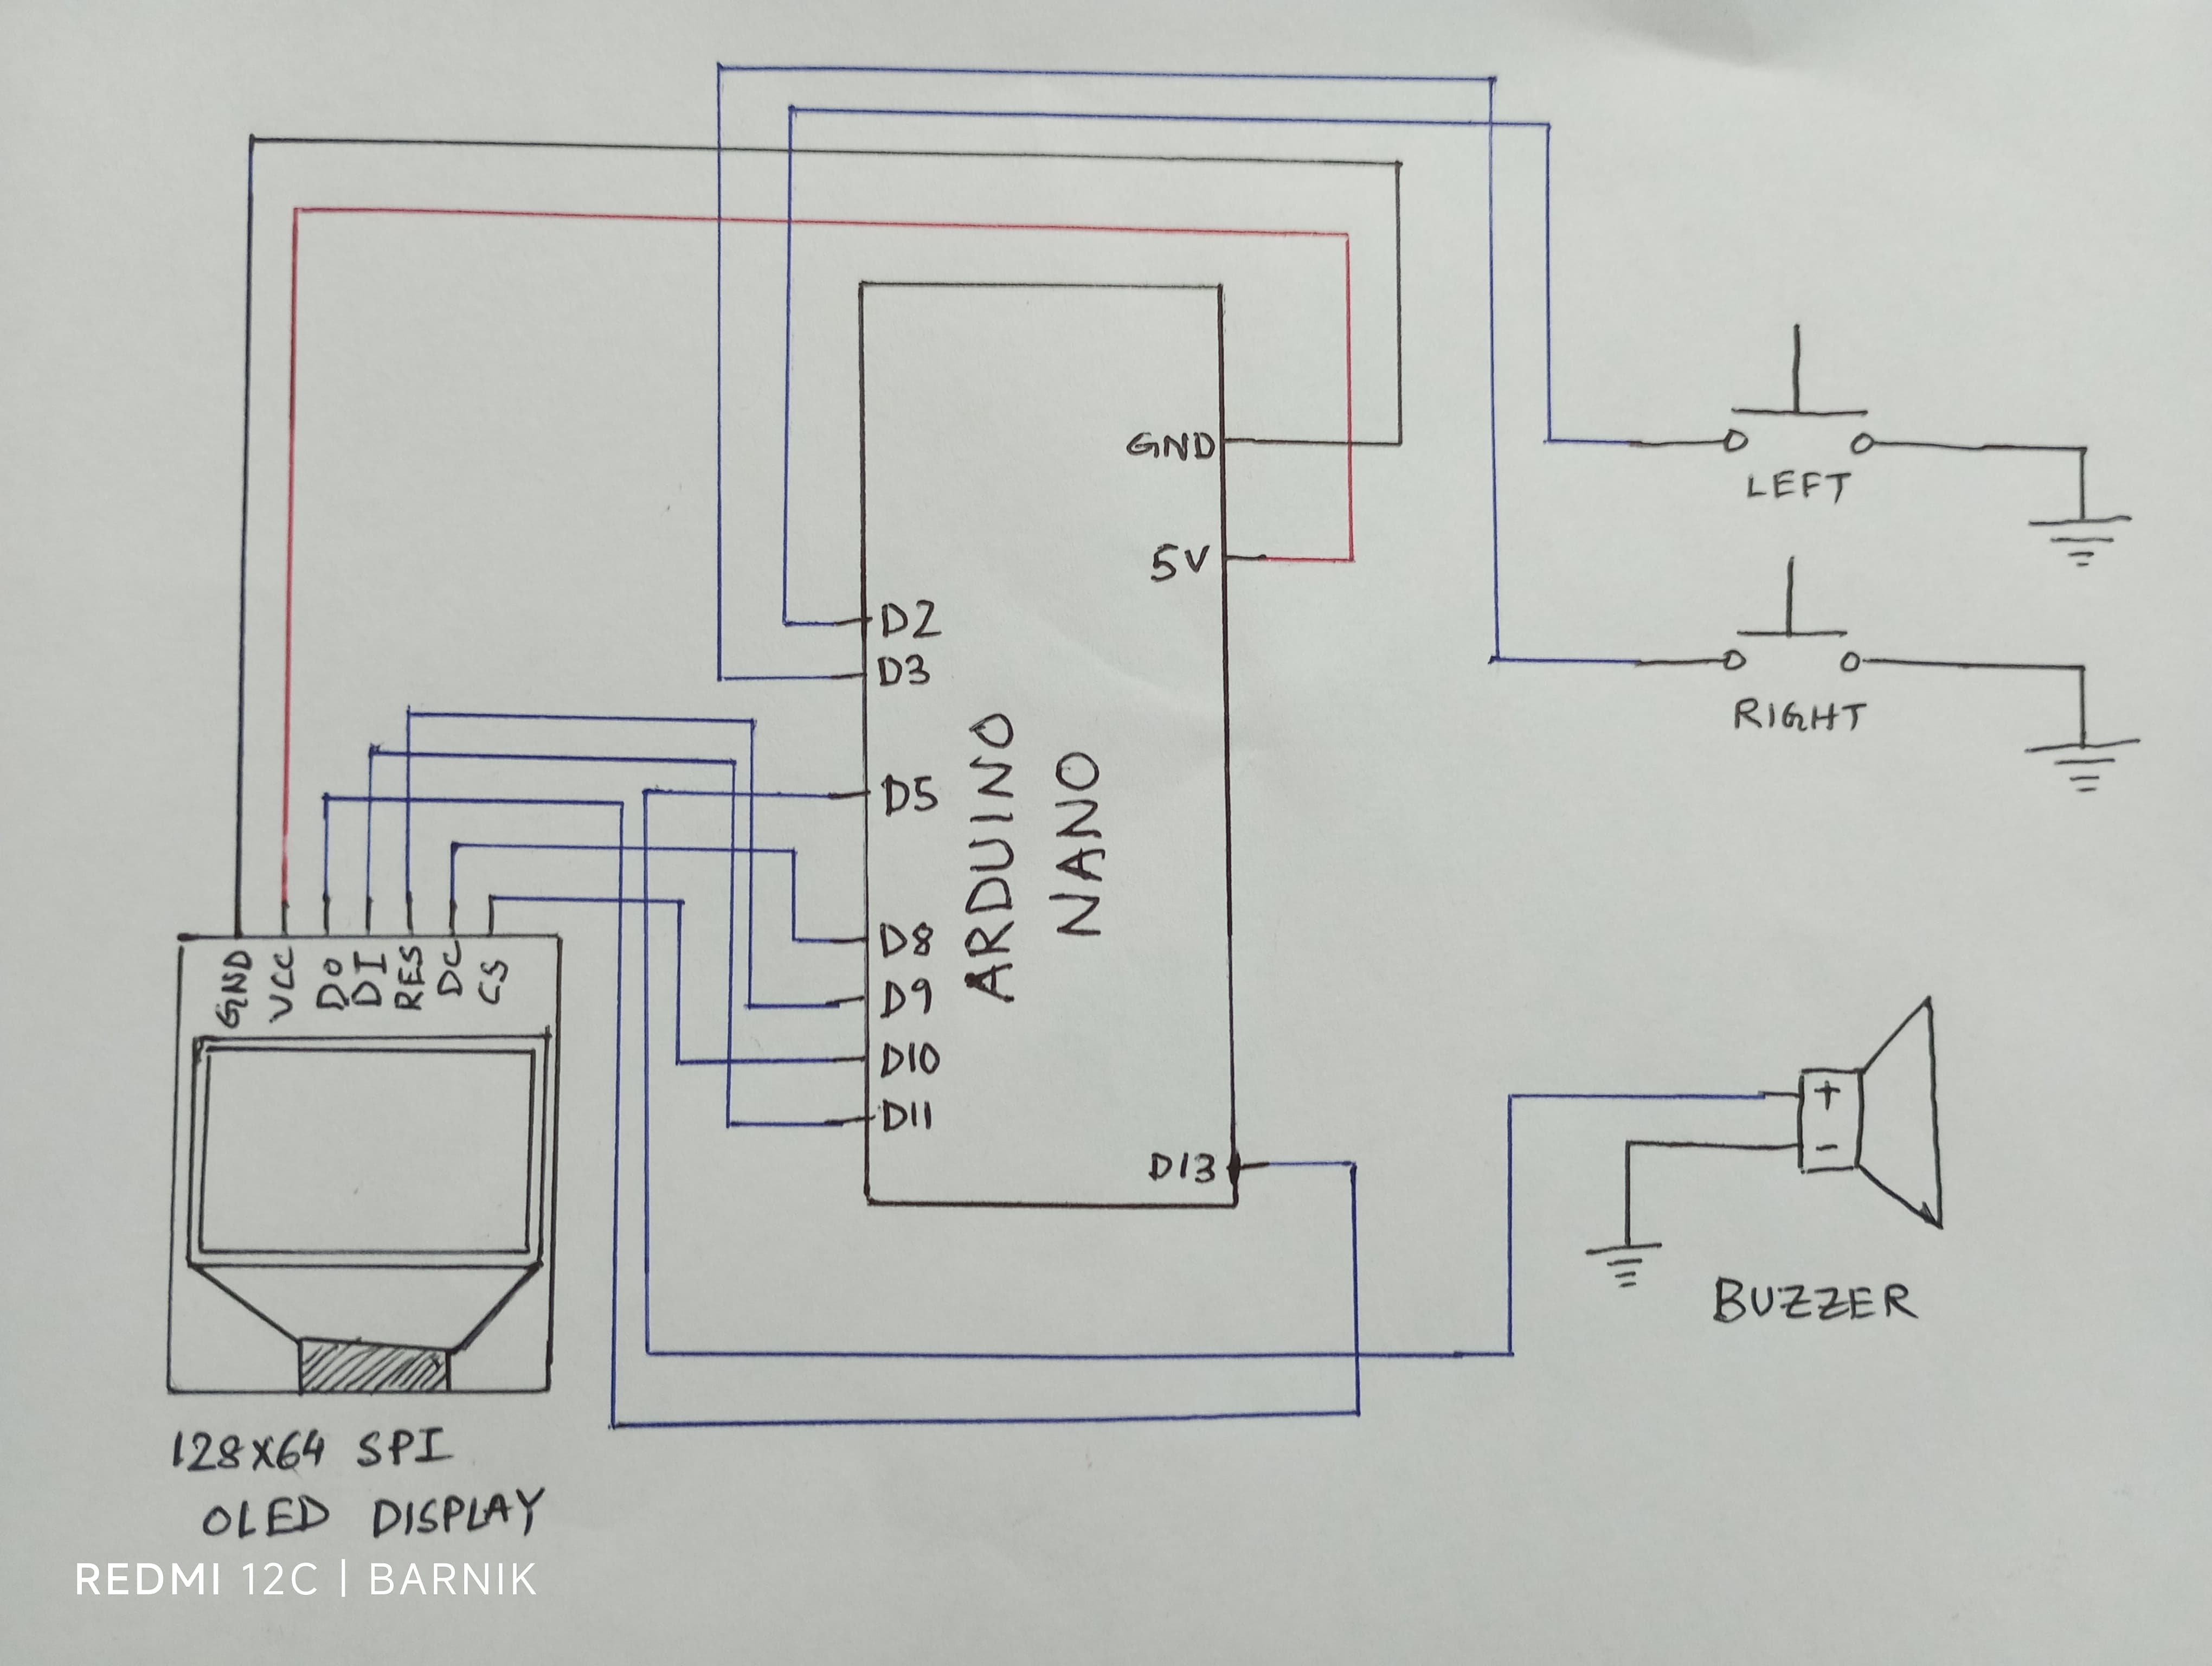 GND
5V
D2
D3
D5
D8
D9
D10
D11
D13
ARDUINO
NANO
LEFT
RIGHT
GND
VCC
D0
DI
RES
DC
CS
128X64 SPI
OLED DISPLAY
+
-
BUZZER
REDMI 12C | BARNIK